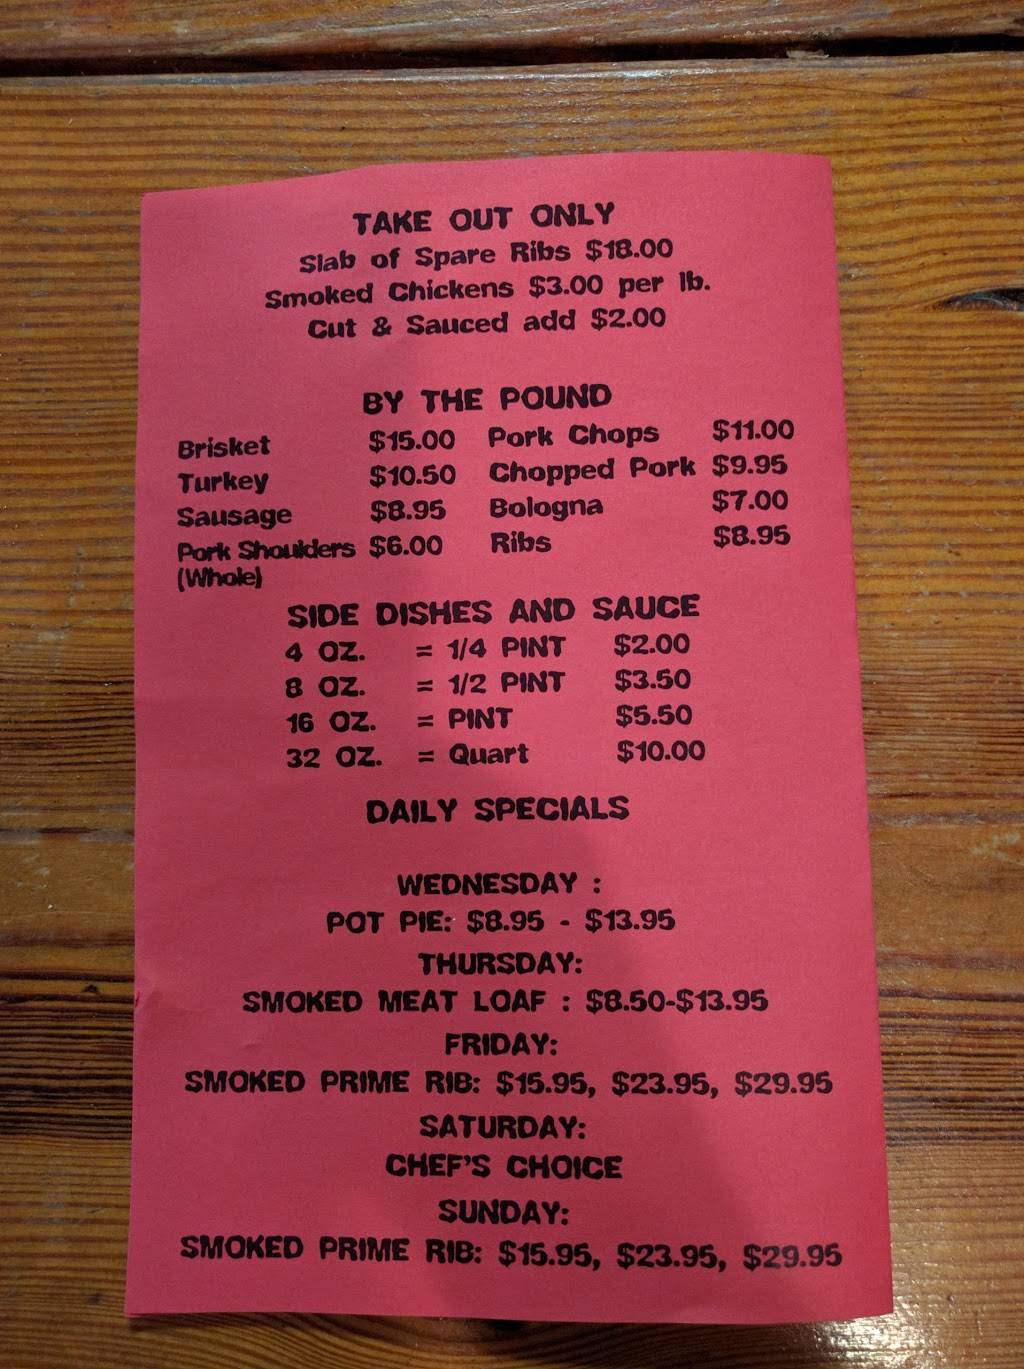 TAKE OUT ONLY
Slab of Spare Ribs $18.00
Smoked Chickens $3.00 per lb.
Cut & Sauced add $2.00
BY THE POUND
Brisket $15.00 Pork Chops $11.00
Turkey $10.50 Chopped Pork $9.95
Sausage $8.95 Bologna $7.00
Pork Shoulders $6.00 Ribs $8.95
(Whole)
SIDE DISHES AND SAUCE
4 OZ. = 1/4 PINT $2.00
8 OZ. = 1/2 PINT $3.50
16 OZ. = PINT $5.50
32 OZ. = Quart $10.00
DAILY SPECIALS
WEDNESDAY :
POT PIE: $8.95 - $13.95
THURSDAY:
SMOKED MEAT LOAF : $8.50-$13.95
FRIDAY:
SMOKED PRIME RIB: $15.95, $23.95, $29.95
SATURDAY:
CHEF'S CHOICE
SUNDAY:
SMOKED PRIME RIB: $15.95, $23.95, $29.95